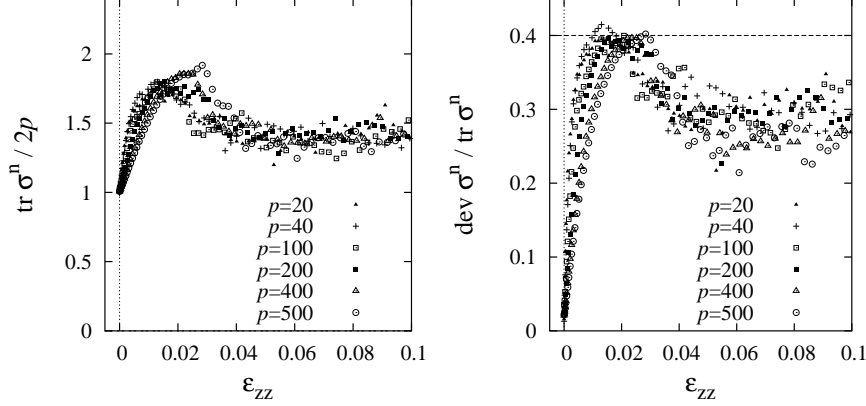 tr σⁿ / 2p
2
1.5
1
0.5
0
0 0.02 0.04 0.06 0.08 0.1
ε_zz
p=20
p=40
p=100
p=200
p=400
p=500
dev σⁿ / tr σⁿ
0.4
0.3
0.2
0.1
0
0 0.02 0.04 0.06 0.08 0.1
ε_zz
p=20
p=40
p=100
p=200
p=400
p=500